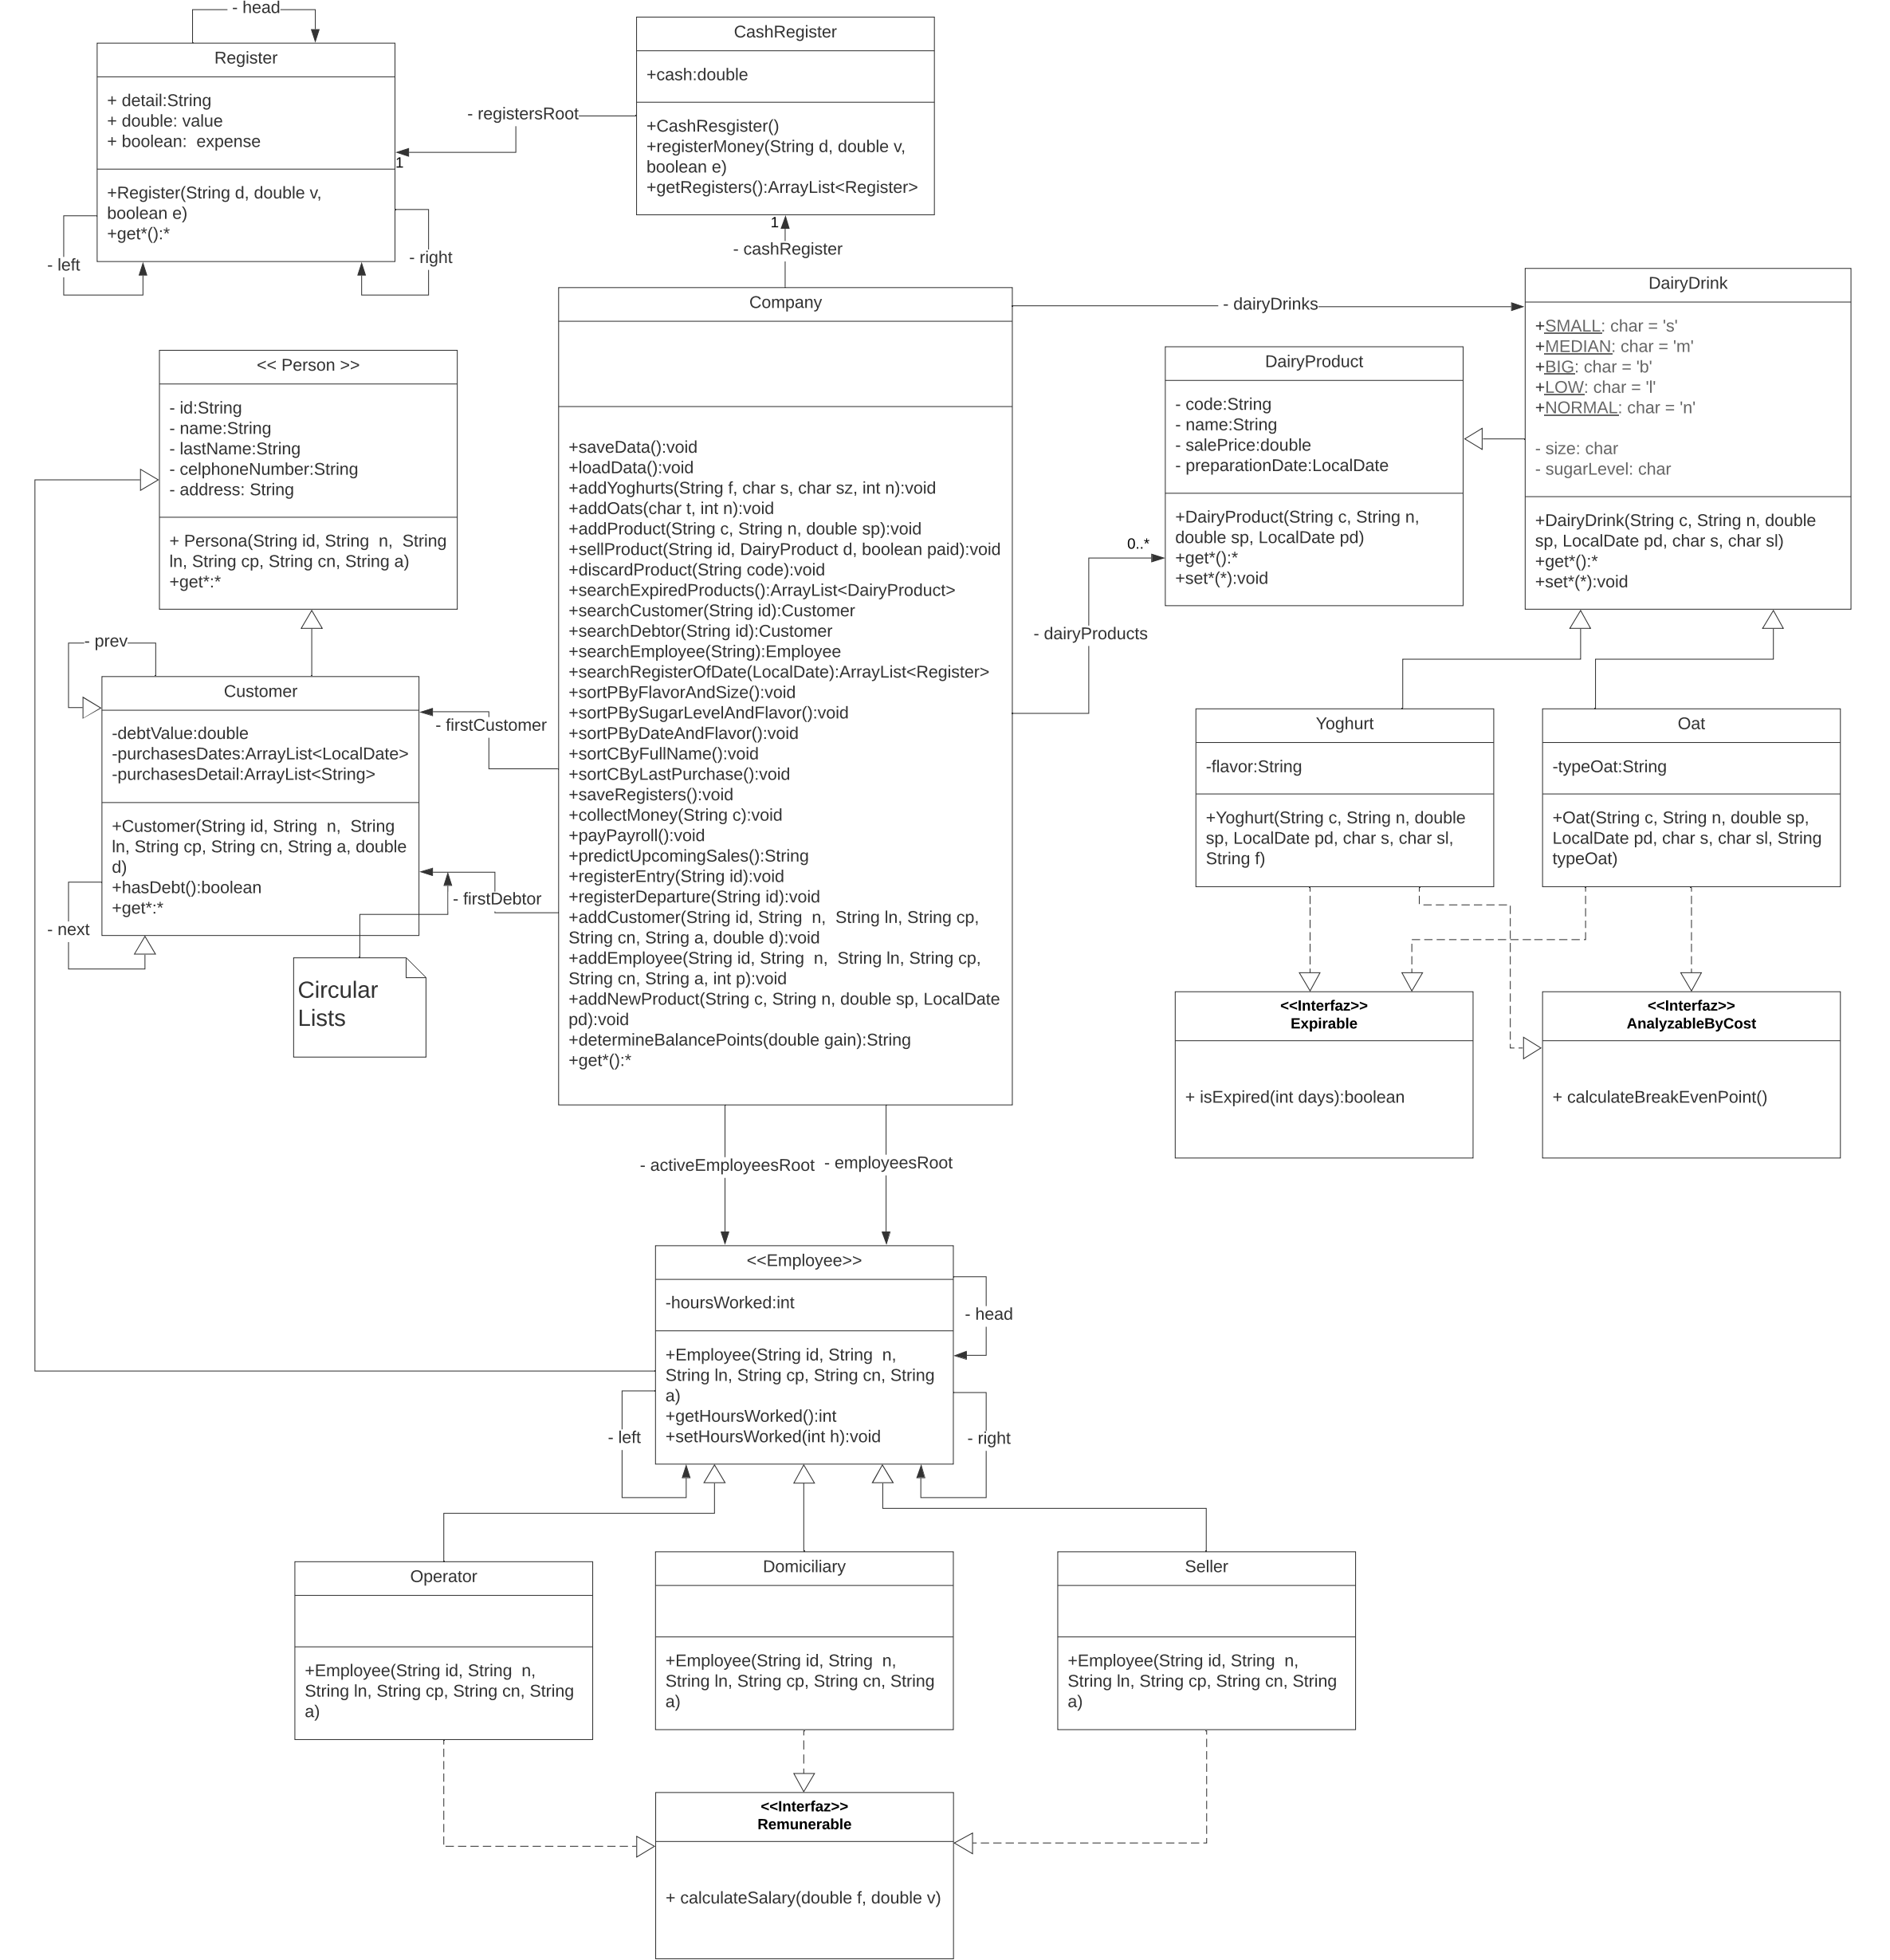 - head
Register
+ detail:String
+ double: value
+ boolean:  expense
+Register(String d, double v,
boolean e)
+get*():*
- left
- right
- registersRoot
1
CashRegister
+cash:double
+CashResgister()
+registerMoney(String d, double v,
boolean e)
+getRegisters():ArrayList<Register>
1
- cashRegister
Company
+saveData():void
+loadData():void
+addYoghurts(String f, char s, char sz, int n):void
+addOats(char t, int n):void
+addProduct(String c, String n, double sp):void
+sellProduct(String id, DairyProduct d, boolean paid):void
+discardProduct(String code):void
+searchExpiredProducts():ArrayList<DairyProduct>
+searchCustomer(String id):Customer
+searchDebtor(String id):Customer
+searchEmployee(String):Employee
+searchRegisterOfDate(LocalDate):ArrayList<Register>
+sortPByFlavorAndSize():void
+sortPBySugarLevelAndFlavor():void
+sortPByDateAndFlavor():void
+sortCByFullName():void
+sortCByLastPurchase():void
+saveRegisters():void
+collectMoney(String c):void
+payPayroll():void
+predictUpcomingSales():String
+registerEntry(String id):void
+registerDeparture(String id):void
+addCustomer(String id, String  n,  String ln, String cp,
String cn, String a, double d):void
+addEmployee(String id, String  n,  String ln, String cp,
String cn, String a, int p):void
+addNewProduct(String c, String n, double sp, LocalDate
pd):void
+determineBalancePoints(double gain):String
+get*():*
- dairyDrinks
DairyDrink
+SMALL: char = 's'
+MEDIAN: char = 'm'
+BIG: char = 'b'
+LOW: char = 'l'
+NORMAL: char = 'n'
- size: char
- sugarLevel: char
+DairyDrink(String c, String n, double
sp, LocalDate pd, char s, char sl)
+get*():*
+set*(*):void
DairyProduct
- code:String
- name:String
- salePrice:double
- preparationDate:LocalDate
+DairyProduct(String c, String n,
double sp, LocalDate pd)
+get*():*
+set*(*):void
0..*
- dairyProducts
<< Person >>
- id:String
- name:String
- lastName:String
- celphoneNumber:String
- address: String
+ Persona(String id, String  n,  String
ln, String cp, String cn, String a)
+get*:*
- prev
Customer
-debtValue:double
-purchasesDates:ArrayList<LocalDate>
-purchasesDetail:ArrayList<String>
+Customer(String id, String  n,  String
ln, String cp, String cn, String a, double
d)
+hasDebt():boolean
+get*:*
- next
- firstCustomer
- firstDebtor
Circular
Lists
Yoghurt
-flavor:String
+Yoghurt(String c, String n, double
sp, LocalDate pd, char s, char sl,
String f)
Oat
-typeOat:String
+Oat(String c, String n, double sp,
LocalDate pd, char s, char sl, String
typeOat)
<<Interfaz>>
Expirable
+ isExpired(int days):boolean
<<Interfaz>>
AnalyzableByCost
+ calculateBreakEvenPoint()
- activeEmployeesRoot
- employeesRoot
<<Employee>>
-hoursWorked:int
+Employee(String id, String  n,
String ln, String cp, String cn, String
a)
+getHoursWorked():int
+setHoursWorked(int h):void
- head
- left
- right
Operator
+Employee(String id, String  n,
String ln, String cp, String cn, String
a)
Domiciliary
+Employee(String id, String  n,
String ln, String cp, String cn, String
a)
Seller
+Employee(String id, String  n,
String ln, String cp, String cn, String
a)
<<Interfaz>>
Remunerable
+ calculateSalary(double f, double v)